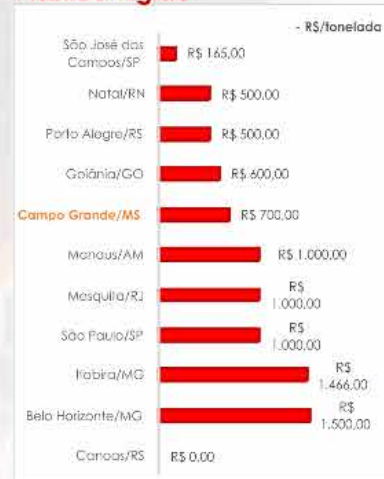 - R$/tonelada
São José dos
Campos/SP
R$ 165,00
Natal/RN
R$ 500,00
Porto Alegre/RS
R$ 500,00
Goiânia/GO
R$ 600,00
Campo Grande/MS
R$ 700,00
Manaus/AM
R$ 1.000,00
Mesquita/RJ
R$
1.000,00
São Paulo/SP
R$
1.000,00
Itabira/MG
R$
1.466,00
Belo Horizonte/MG
R$
1.500,00
Canoas/RS
R$ 0,00